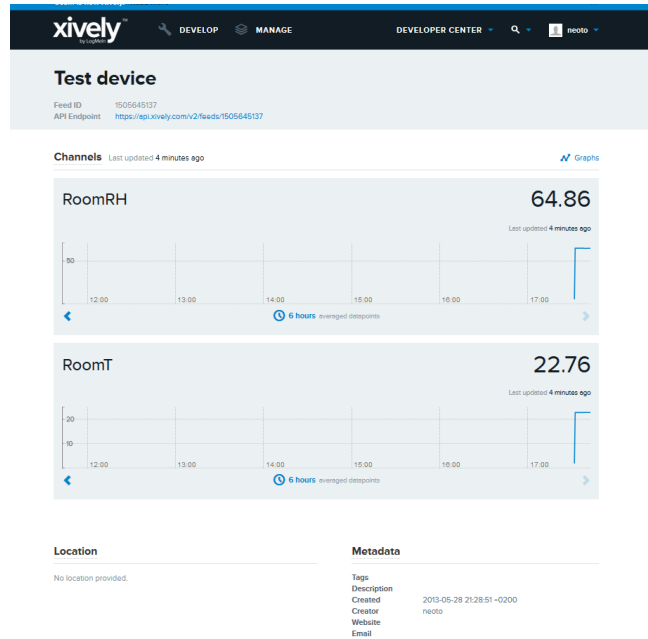 xively™ DEVELOP MANAGE DEVELOPER CENTER neoto
by LogMeIn
Test device
Feed ID 1505645137
API Endpoint https://api.xively.com/v2/feeds/1505645137
Channels Last updated 4 minutes ago Graphs
RoomRH 64.86
Last updated 4 minutes ago
50
12:00 13:00 14:00 15:00 16:00 17:00
6 hours averaged datapoints
RoomT 22.76
Last updated 4 minutes ago
20
10
12:00 13:00 14:00 15:00 16:00 17:00
6 hours averaged datapoints
Location Metadata
No location provided.
Tags
Description
Created 2013-05-28 21:28:51 +0200
Creator neoto
Website
Email